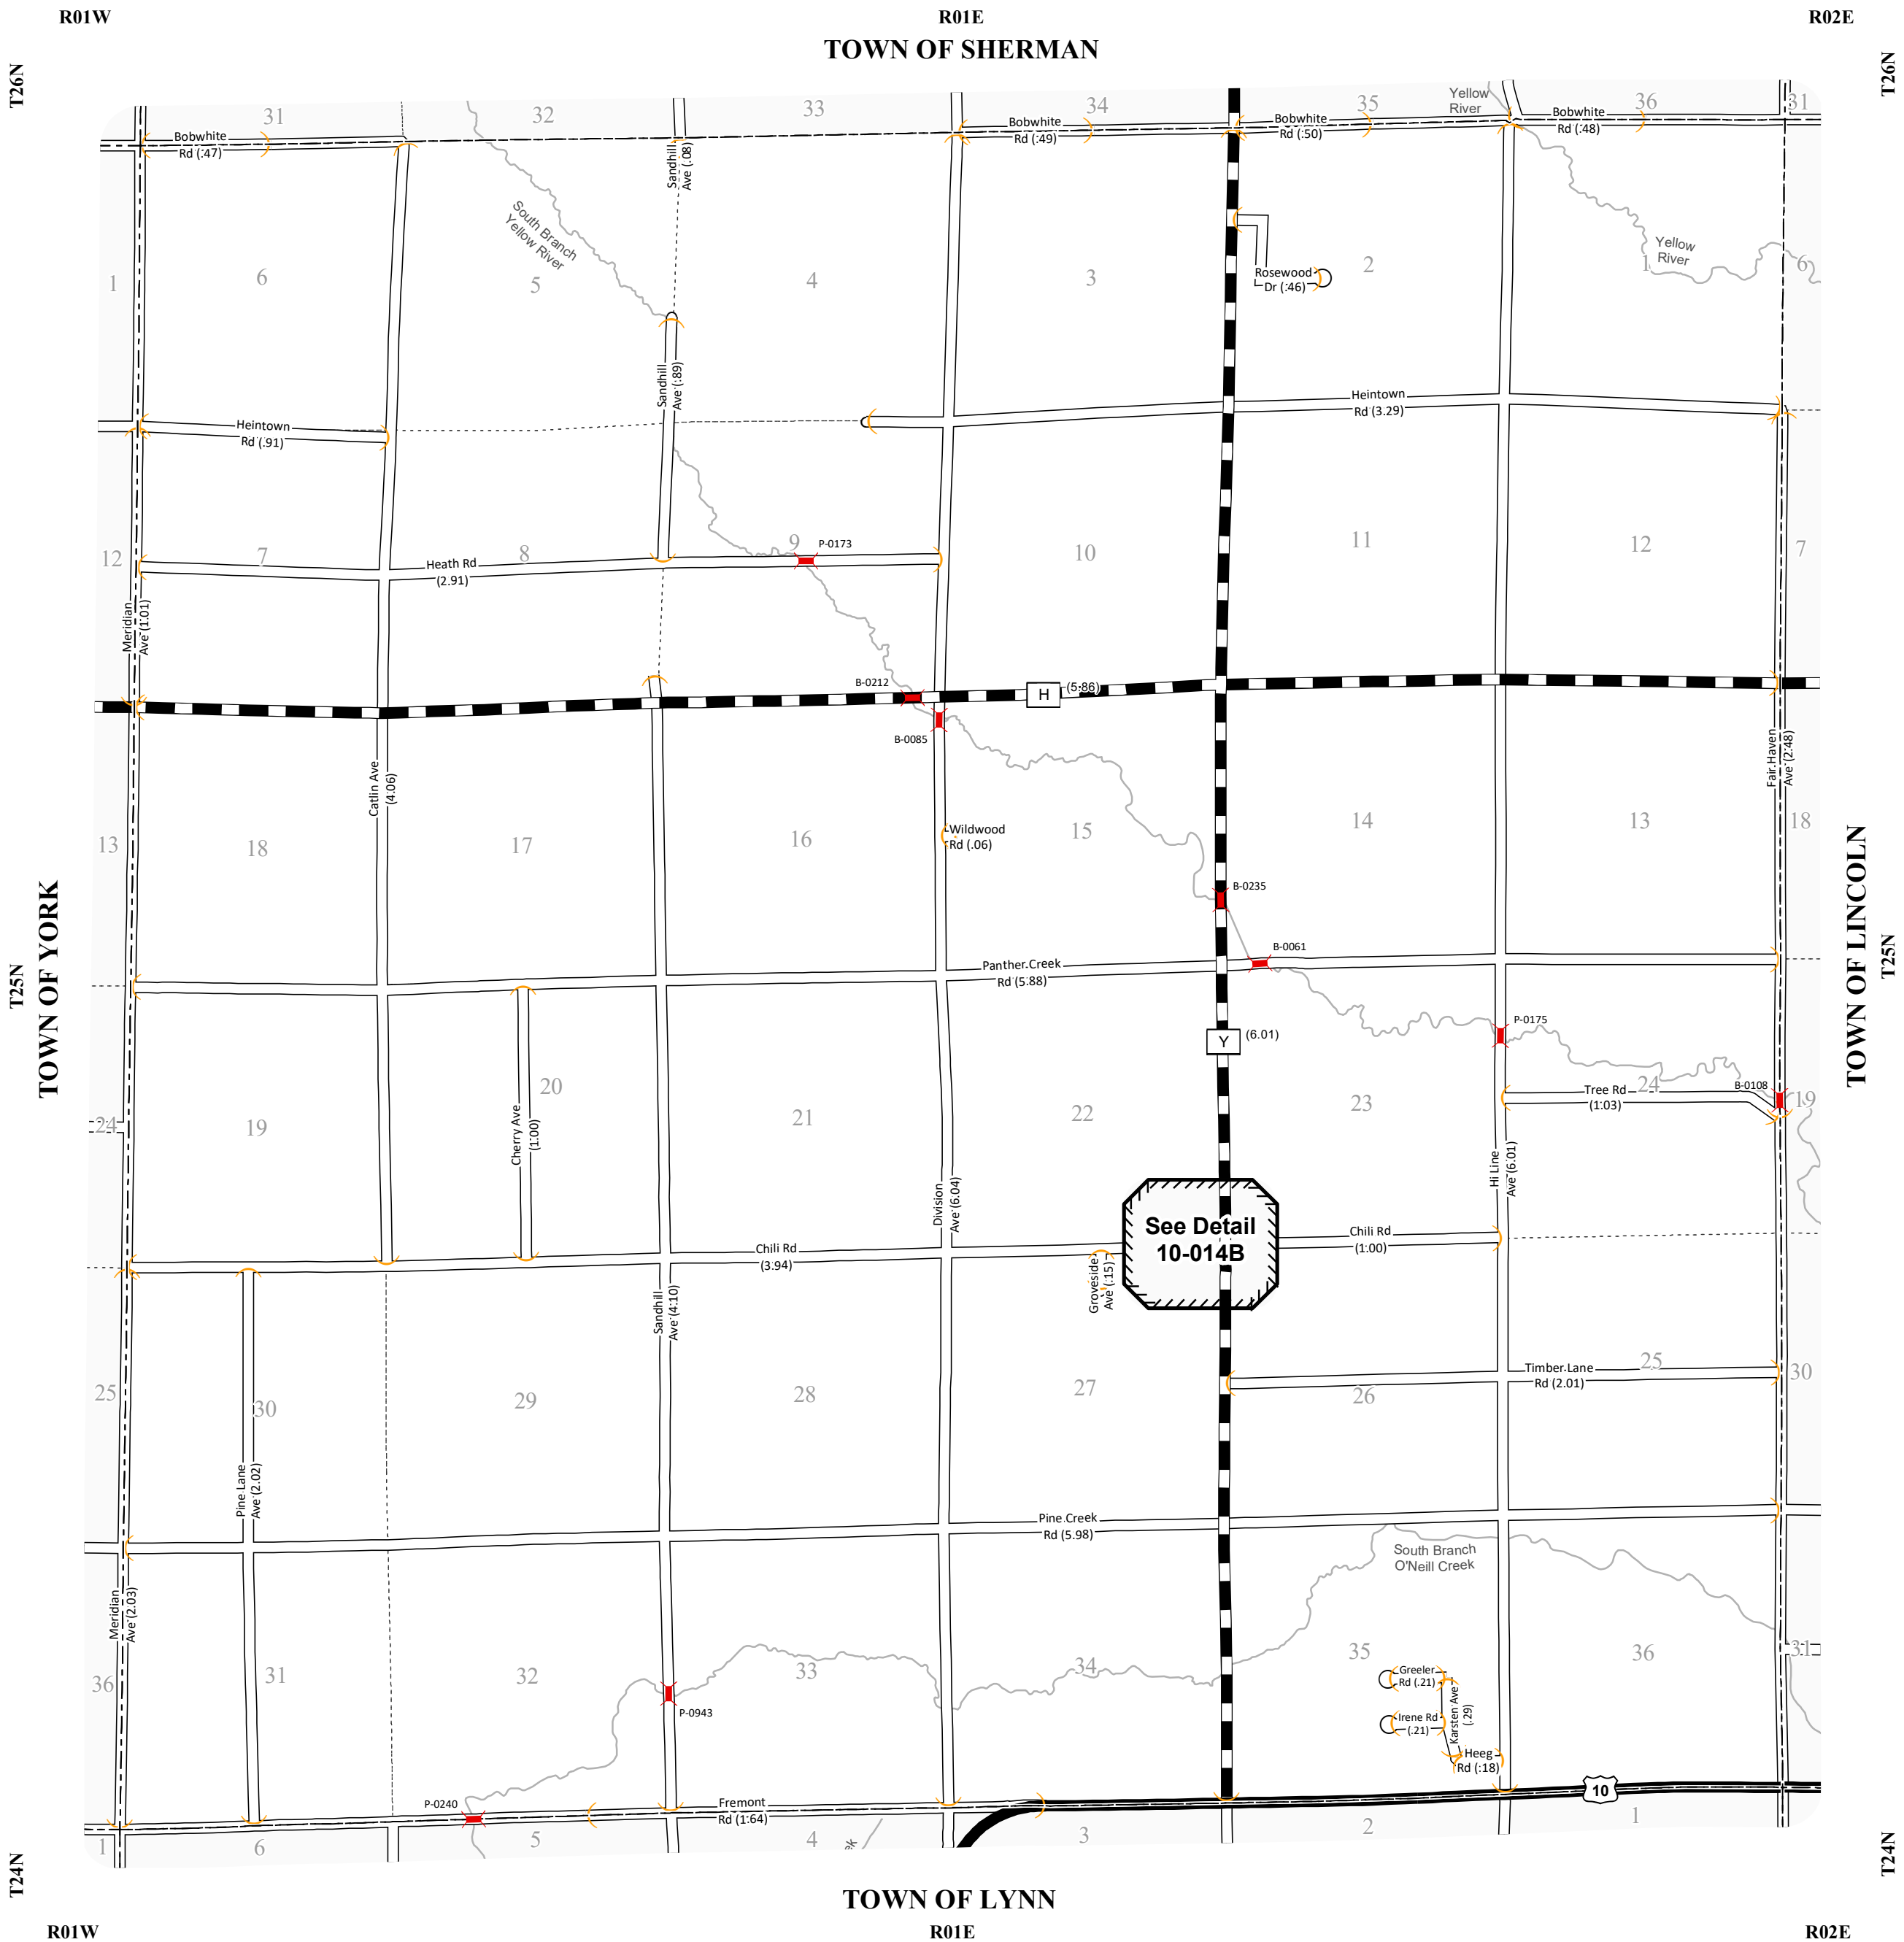 R01W
R01E
R02E
TOWN OF SHERMAN
T26N
T26N
31
32
33
34
35
36
31
Yellow
River
Bobwhite
Rd (.47)
Sandhill
Ave (.08)
Bobwhite
Rd (.49)
Bobwhite
Rd (.50)
Bobwhite
Rd (.48)
South Branch
Yellow River
1
6
5
4
3
2
1
6
Yellow
River
Rosewood
Dr (.46)
Sandhill
Ave (.89)
Heintown
Rd (.91)
Heintown
Rd (3.29)
12
7
8
9
P-0173
10
11
12
7
Heath Rd
(2.91)
Meridian
Ave (1.01)
B-0212
H
(5.86)
B-0085
Catlin Ave
(4.06)
Fair Haven
Ave (2.48)
13
18
17
16
Wildwood
Rd (.06)
15
14
13
18
B-0235
TOWN OF YORK
TOWN OF LINCOLN
T25N
T25N
Panther Creek
Rd (5.88)
B-0061
Y
(6.01)
P-0175
24
19
20
21
22
23
24
19
Tree Rd
(1.03)
B-0108
Cherry Ave
(1.00)
Division
Ave (6.04)
Hi Line
Ave (6.01)
See Detail
10-014B
Chili Rd
(3.94)
Chili Rd
(1.00)
Groveside
Ave (.15)
Sandhill
Ave (4.10)
25
30
29
28
27
26
25
30
Timber Lane
Rd (2.01)
Pine Lane
Ave (2.02)
Pine Creek
Rd (5.98)
South Branch
O'Neill Creek
Meridian
Ave (2.03)
36
31
32
33
34
35
36
31
P-0943
Greeler
Rd (.21)
Irene Rd
(.21)
Karsten Ave
(.29)
Heeg
Rd (.18)
10
P-0240
Fremont
Rd (1.64)
1
6
5
4
ek
3
2
1
T24N
T24N
TOWN OF LYNN
R01W
R01E
R02E